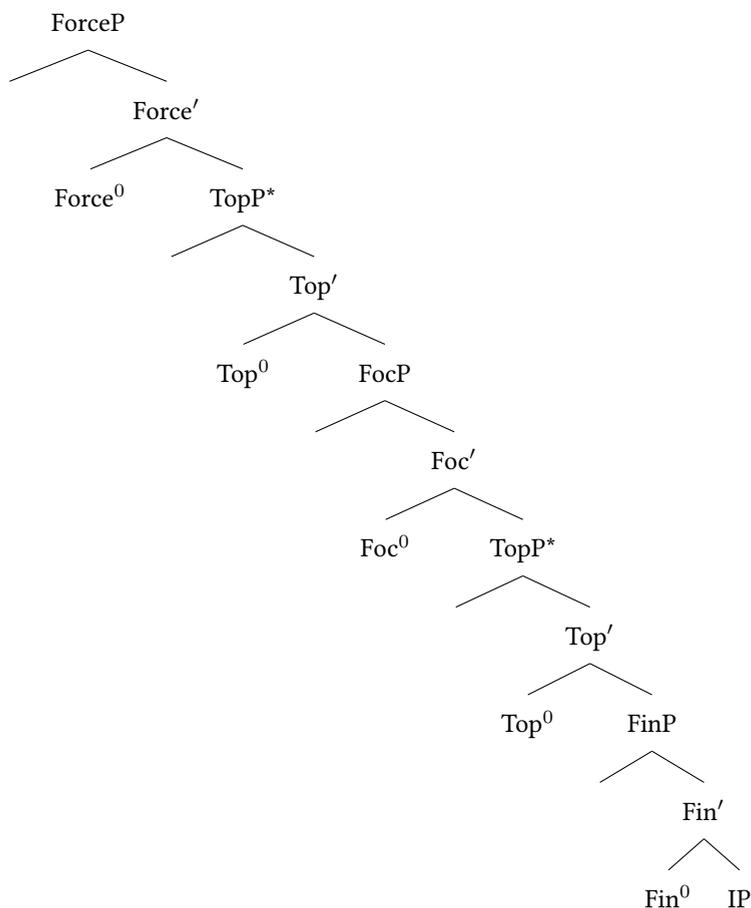 ForceP
Force′
Force⁰ TopP*
Top′
Top⁰ FocP
Foc′
Foc⁰ TopP*
Top′
Top⁰ FinP
Fin′
Fin⁰ IP